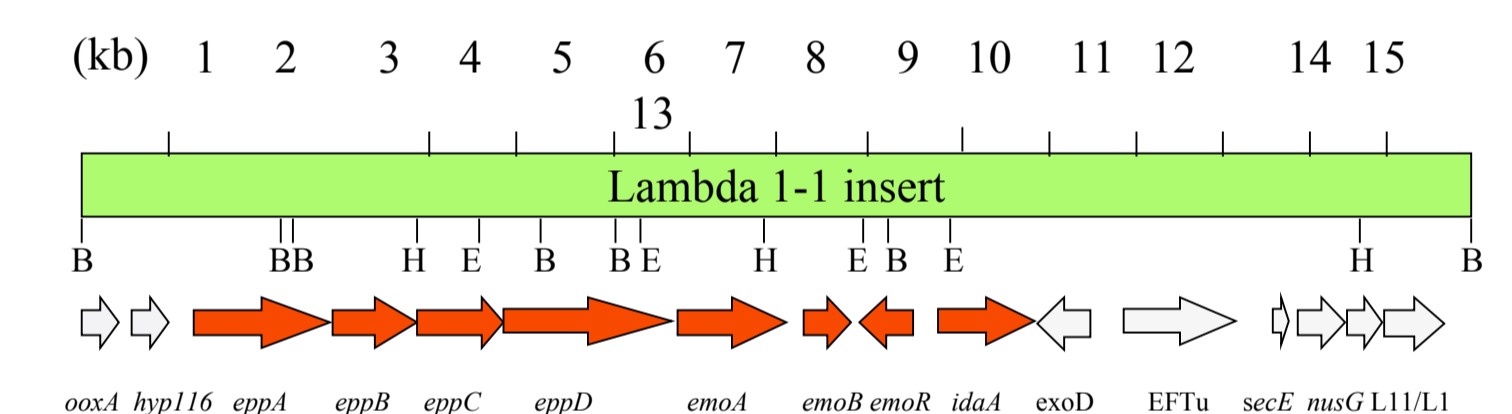 (kb) 1 2 3 4 5 6 7 8 9 10 11 12 14 15
13
Lambda 1-1 insert
B BB H E B B E H E B E H B
ooxA hyp116 eppA eppB eppC eppD emoA emoB emoR idaA exoD EFTu secE nusG L11/L1